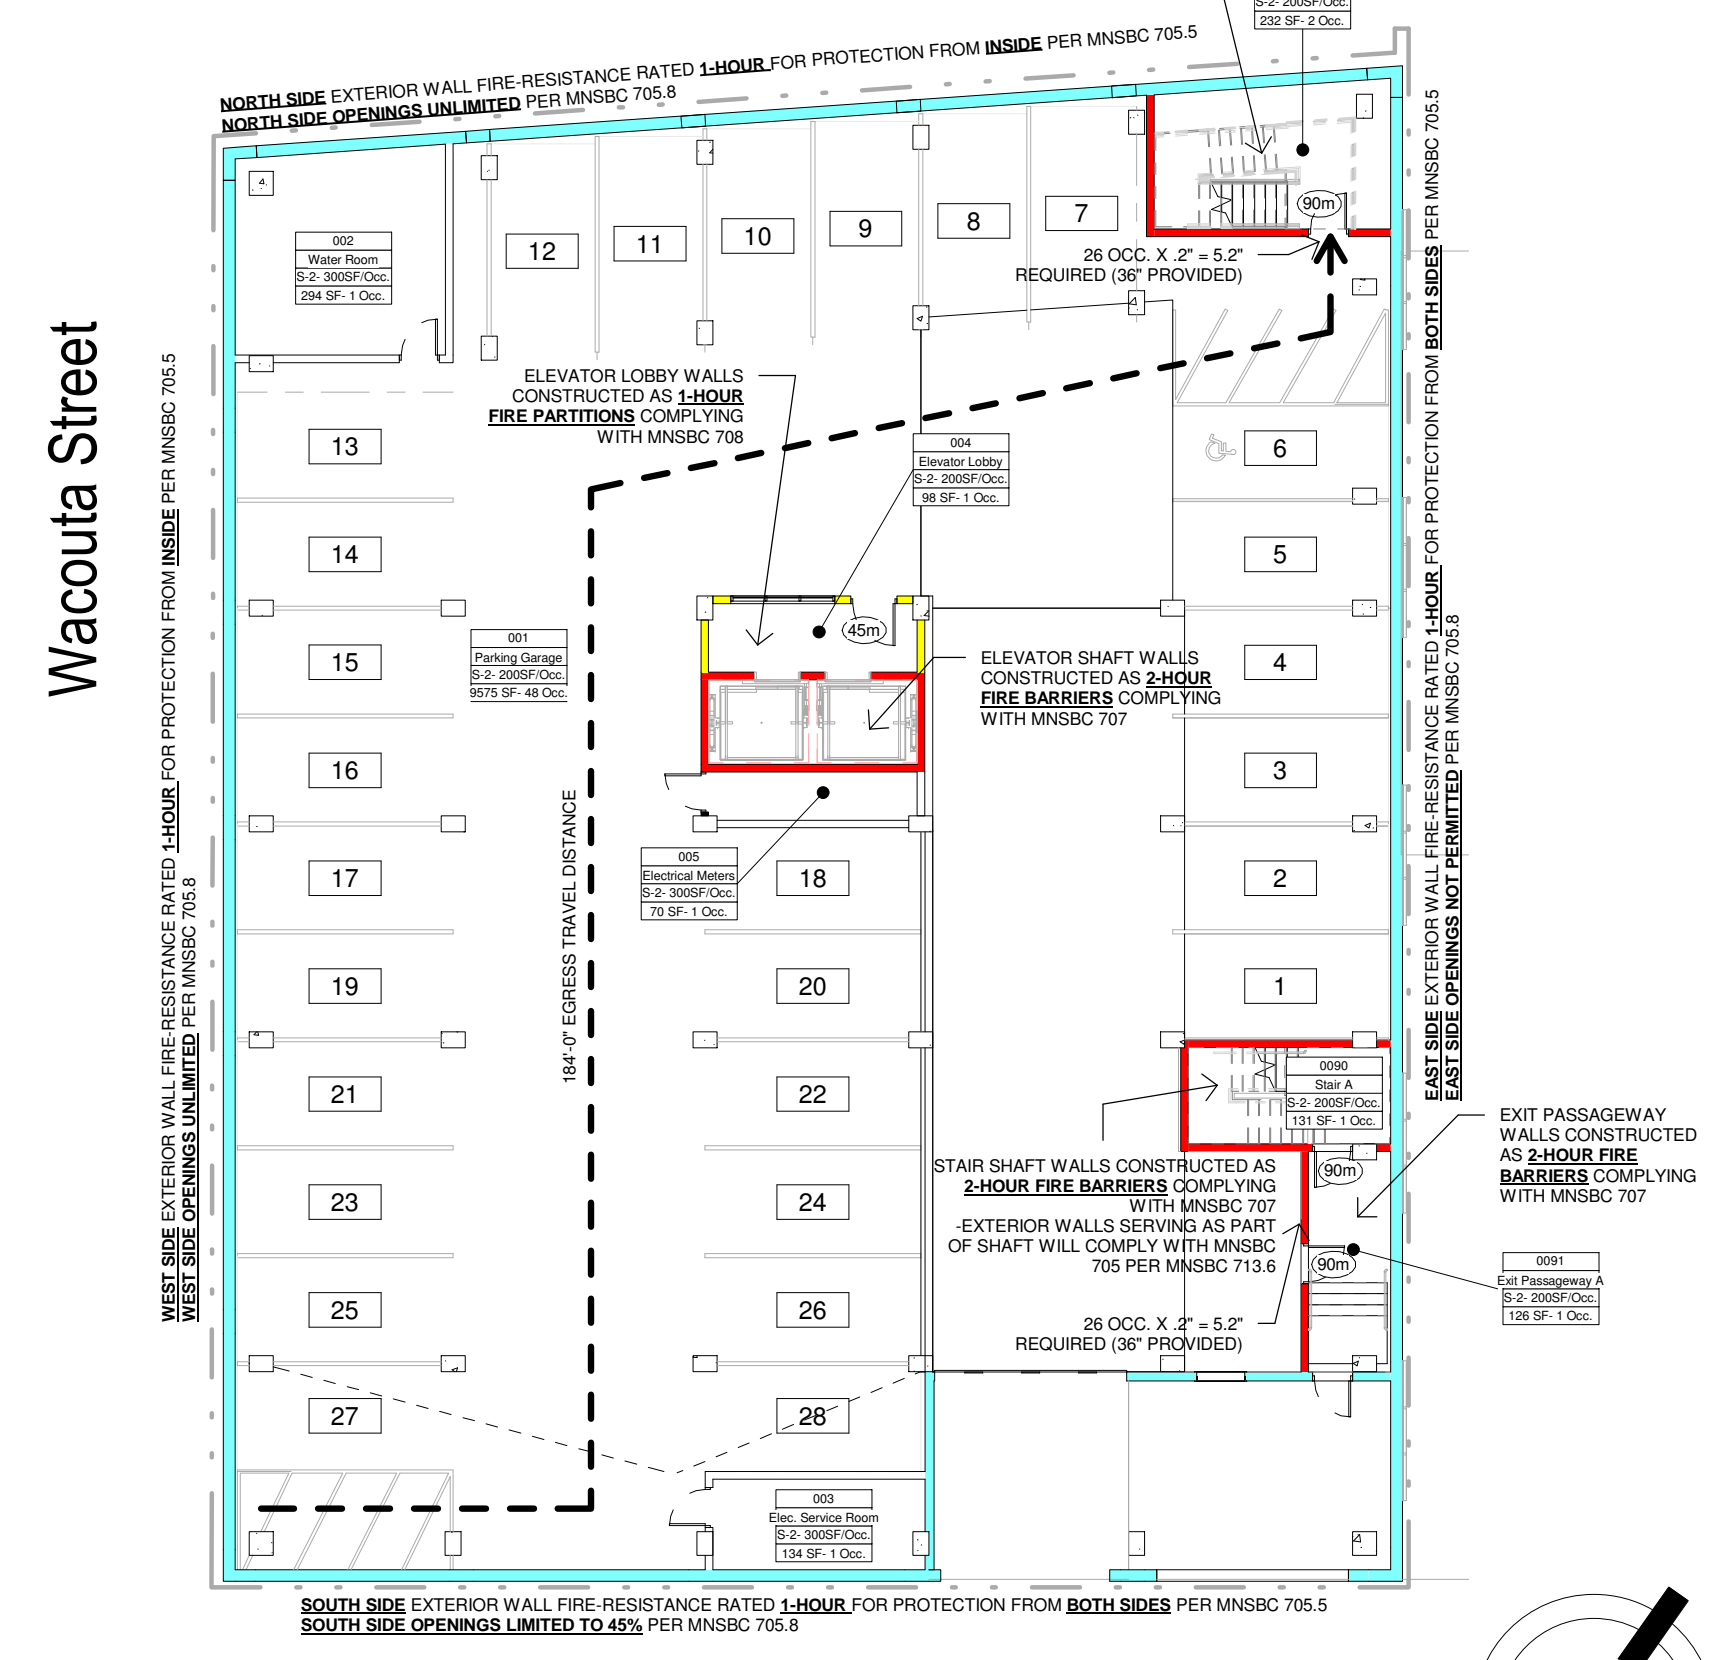 S-2- 200SF/Occ.
232 SF- 2 Occ.
NORTH SIDE EXTERIOR WALL FIRE-RESISTANCE RATED 1-HOUR FOR PROTECTION FROM INSIDE PER MNSBC 705.5
NORTH SIDE OPENINGS UNLIMITED PER MNSBC 705.8
002
Water Room
S-2- 300SF/Occ.
294 SF- 1 Occ.
12
11
10
9
8
7
90m
26 OCC. X .2" = 5.2"
REQUIRED (36" PROVIDED)
Wacouta Street
WEST SIDE EXTERIOR WALL FIRE-RESISTANCE RATED 1-HOUR FOR PROTECTION FROM INSIDE PER MNSBC 705.5
WEST SIDE OPENINGS UNLIMITED PER MNSBC 705.8
EAST SIDE EXTERIOR WALL FIRE-RESISTANCE RATED 1-HOUR FOR PROTECTION FROM BOTH SIDES PER MNSBC 705.5
EAST SIDE OPENINGS NOT PERMITTED PER MNSBC 705.8
ELEVATOR LOBBY WALLS
CONSTRUCTED AS 1-HOUR
FIRE PARTITIONS COMPLYING
WITH MNSBC 708
004
Elevator Lobby
S-2- 200SF/Occ.
98 SF- 1 Occ.
13
6
14
5
45m
001
Parking Garage
S-2- 200SF/Occ.
9575 SF- 48 Occ.
15
ELEVATOR SHAFT WALLS
CONSTRUCTED AS 2-HOUR
FIRE BARRIERS COMPLYING
WITH MNSBC 707
4
16
3
184'-0" EGRESS TRAVEL DISTANCE
005
Electrical Meters
S-2- 300SF/Occ.
70 SF- 1 Occ.
17
18
2
19
20
1
0090
Stair A
S-2- 200SF/Occ.
131 SF- 1 Occ.
21
22
EXIT PASSAGEWAY
WALLS CONSTRUCTED
AS 2-HOUR FIRE
BARRIERS COMPLYING
WITH MNSBC 707
90m
STAIR SHAFT WALLS CONSTRUCTED AS
2-HOUR FIRE BARRIERS COMPLYING
WITH MNSBC 707
-EXTERIOR WALLS SERVING AS PART
OF SHAFT WILL COMPLY WITH MNSBC
705 PER MNSBC 713.6
23
24
90m
0091
Exit Passageway A
S-2- 200SF/Occ.
126 SF- 1 Occ.
25
26
26 OCC. X .2" = 5.2"
REQUIRED (36" PROVIDED)
27
28
003
Elec. Service Room
S-2- 300SF/Occ.
134 SF- 1 Occ.
SOUTH SIDE EXTERIOR WALL FIRE-RESISTANCE RATED 1-HOUR FOR PROTECTION FROM BOTH SIDES PER MNSBC 705.5
SOUTH SIDE OPENINGS LIMITED TO 45% PER MNSBC 705.8